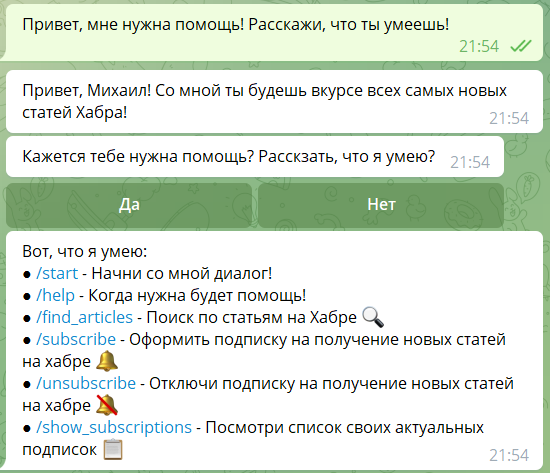 Привет, мне нужна помощь! Расскажи, что ты умеешь!
21:54
Привет, Михаил! Со мной ты будешь вкурсе всех самых новых
статей Хабра!
21:54
Кажется тебе нужна помощь? Расскзать, что я умею?
21:54
Да
Нет
Вот, что я умею:
● /start - Начни со мной диалог!
● /help - Когда нужна будет помощь!
● /find_articles - Поиск по статьям на Хабре 🔍
● /subscribe - Оформить подписку на получение новых статей
на хабре 🔔
● /unsubscribe - Отключи подписку на получение новых статей
на хабре 🔕
● /show_subscriptions - Посмотри список своих актуальных
подписок 📋
21:54